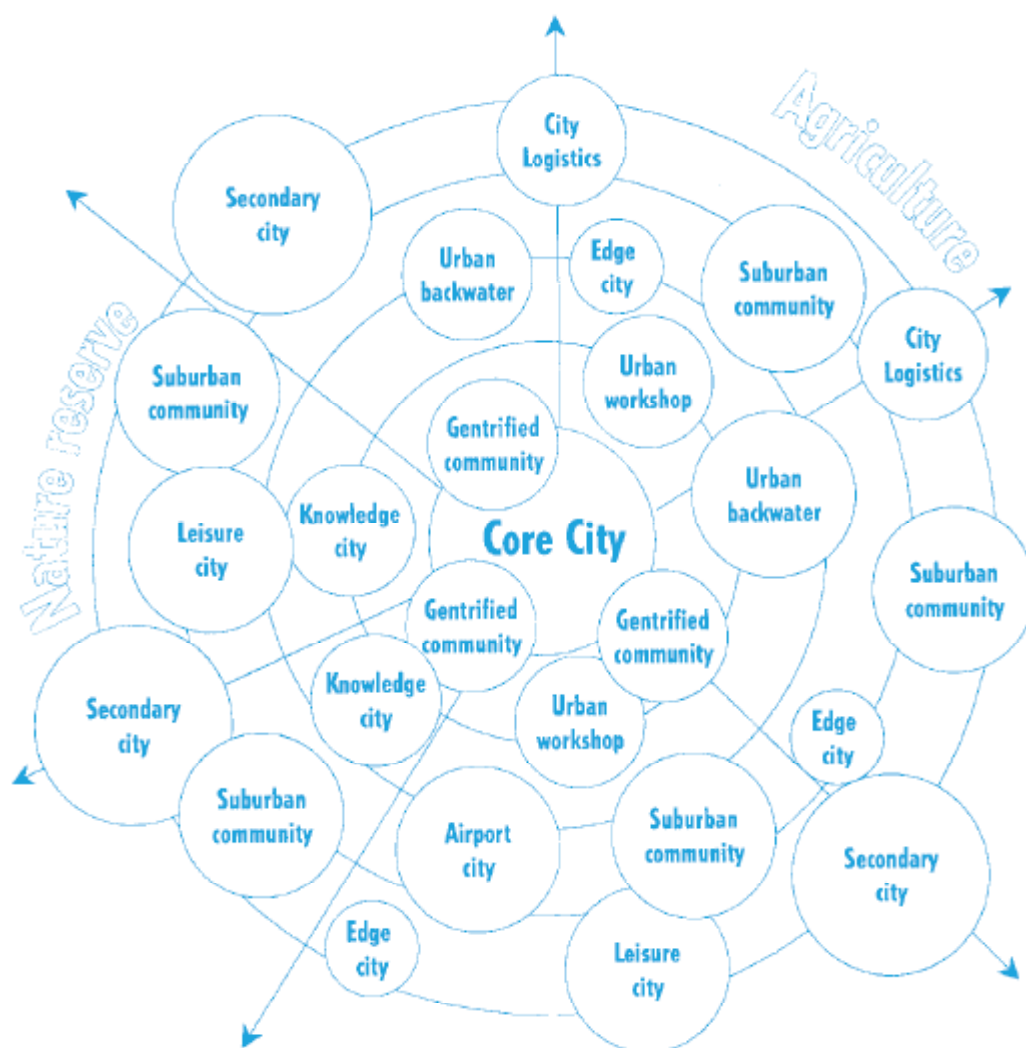 City
Logistics
Agriculture
Secondary
city
Urban
backwater
Edge
city
Suburban
community
City
Logistics
Nature reserve
Suburban
community
Urban
workshop
Gentrified
community
Urban
backwater
Leisure
city
Knowledge
city
Core City
Suburban
community
Gentrified
community
Gentrified
community
Secondary
city
Knowledge
city
Urban
workshop
Edge
city
Suburban
community
Airport
city
Suburban
community
Secondary
city
Edge
city
Leisure
city